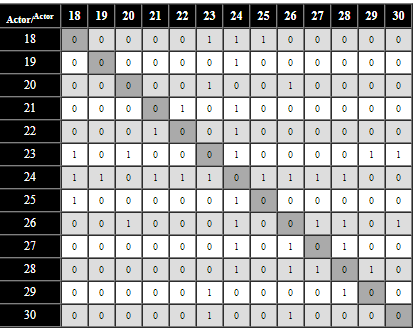 Actor/Actor 18 19 20 21 22 23 24 25 26 27 28 29 30
18 0 0 0 0 0 1 1 1 0 0 0 0 0
19 0 0 0 0 0 0 1 0 0 0 0 0 0
20 0 0 0 0 0 1 0 0 1 0 0 0 0
21 0 0 0 0 1 0 1 0 0 0 0 0 0
22 0 0 0 1 0 0 1 0 0 0 0 0 0
23 1 0 1 0 0 0 1 0 0 0 0 1 1
24 1 1 0 1 1 1 0 1 1 1 1 0 0
25 1 0 0 0 0 0 1 0 0 0 0 0 0
26 0 0 1 0 0 0 1 0 0 1 1 0 1
27 0 0 0 0 0 0 1 0 1 0 1 0 0
28 0 0 0 0 0 0 1 0 1 1 0 1 0
29 0 0 0 0 0 1 0 0 0 0 1 0 0
30 0 0 0 0 0 1 0 0 1 0 0 0 0